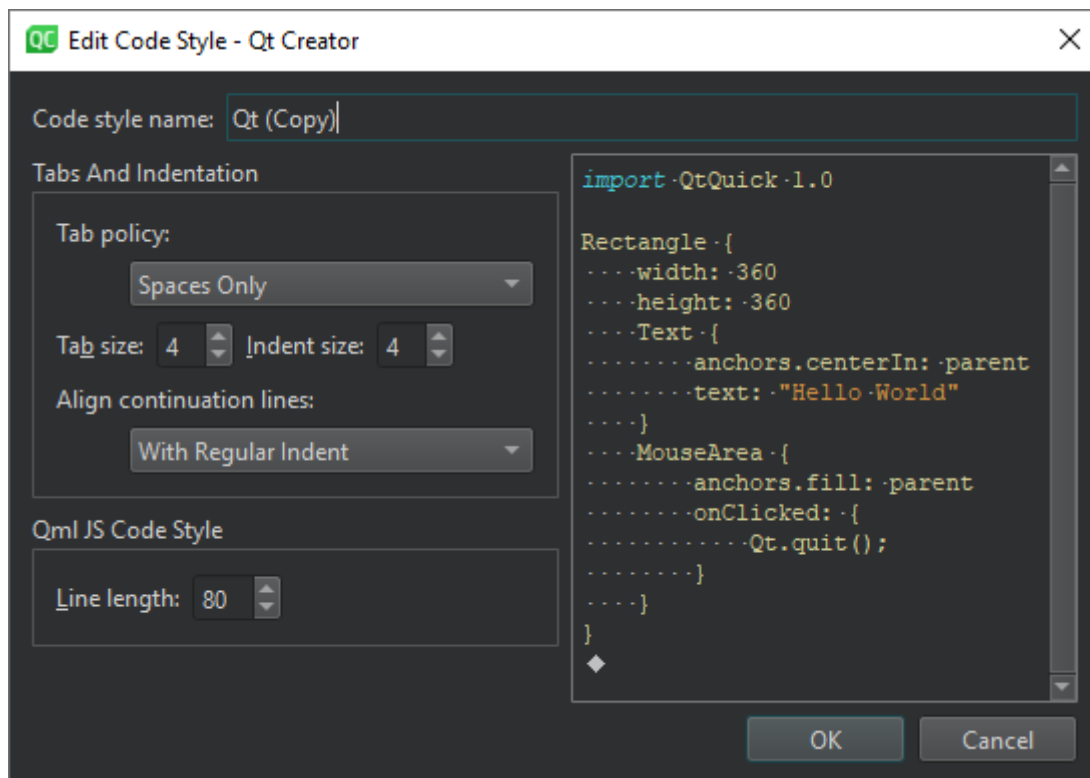 QC Edit Code Style - Qt Creator
Code style name: Qt (Copy)
Tabs And Indentation
Tab policy:
Spaces Only
Tab size: 4 Indent size: 4
Align continuation lines:
With Regular Indent
Qml JS Code Style
Line length: 80
import·QtQuick·1.0
Rectangle·{
····width:·360
····height:·360
····Text·{
········anchors.centerIn:·parent
········text:·"Hello·World"
····}
····MouseArea·{
········anchors.fill:·parent
········onClicked:·{
············Qt.quit();
········}
····}
}
OK Cancel